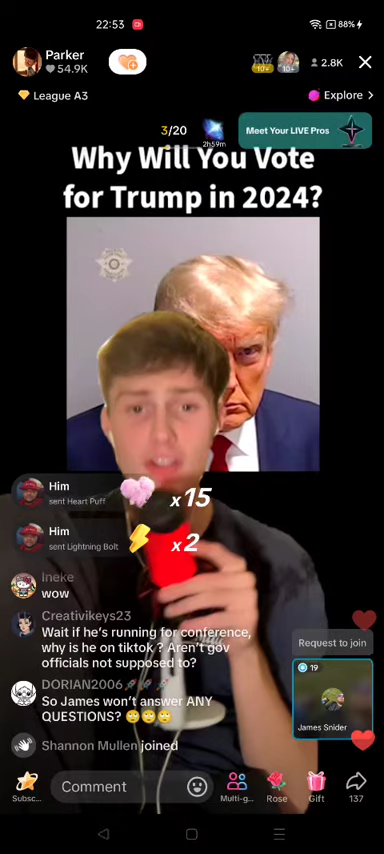 22:53
88%
Parker
54.9K
10+
10+
2.8K
League A3
Explore
3/20
2h59m
Meet Your LIVE Pros
Why Will You Vote
for Trump in 2024?
Him
sent Heart Puff
x15
Him
sent Lightning Bolt
x2
Ineke
wow
Creativikeys23
Wait if he's running for conference,
why is he on tiktok ? Aren't gov
officials not supposed to?
Request to join
19
DORIAN2006🚀🚀🚀
So James won't answer ANY
QUESTIONS? 🙄🙄🙄
James Snider
Shannon Mullen joined
Comment
Subsc...
Multi-g...
Rose
Gift
137